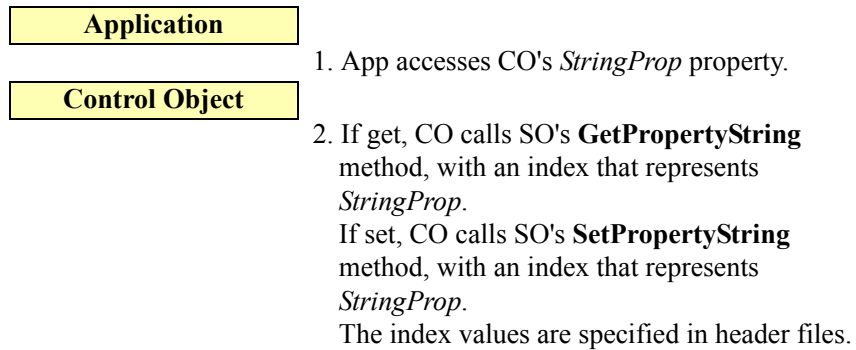 Application
1. App accesses CO's StringProp property.
Control Object
2. If get, CO calls SO's GetPropertyString
method, with an index that represents
StringProp.
If set, CO calls SO's SetPropertyString
method, with an index that represents
StringProp.
The index values are specified in header files.